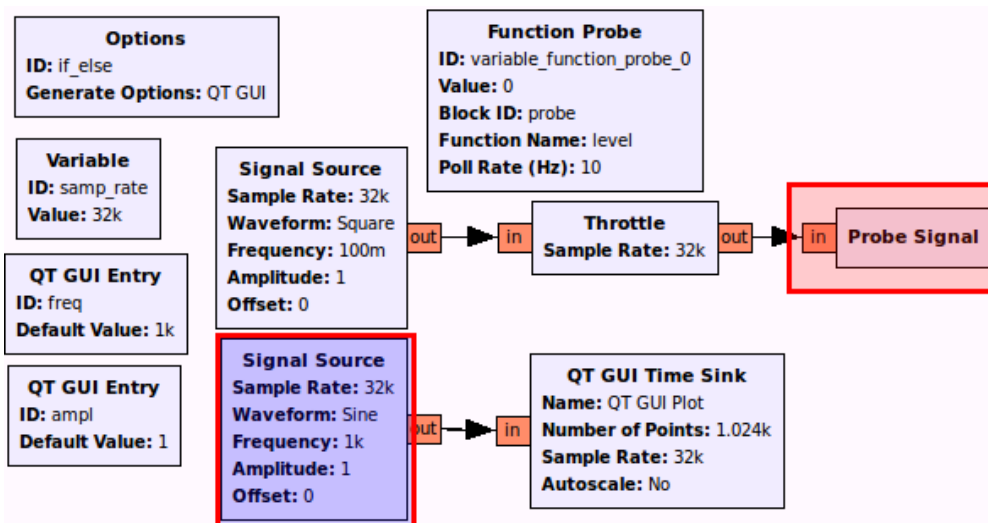 Options
ID: if_else
Generate Options: QT GUI
Function Probe
ID: variable_function_probe_0
Value: 0
Block ID: probe
Function Name: level
Poll Rate (Hz): 10
Variable
ID: samp_rate
Value: 32k
Signal Source
Sample Rate: 32k
Waveform: Square
Frequency: 100m
Amplitude: 1
Offset: 0
out
in
Throttle
Sample Rate: 32k
out
in
Probe Signal
QT GUI Entry
ID: freq
Default Value: 1k
QT GUI Entry
ID: ampl
Default Value: 1
Signal Source
Sample Rate: 32k
Waveform: Sine
Frequency: 1k
Amplitude: 1
Offset: 0
out
in
QT GUI Time Sink
Name: QT GUI Plot
Number of Points: 1.024k
Sample Rate: 32k
Autoscale: No